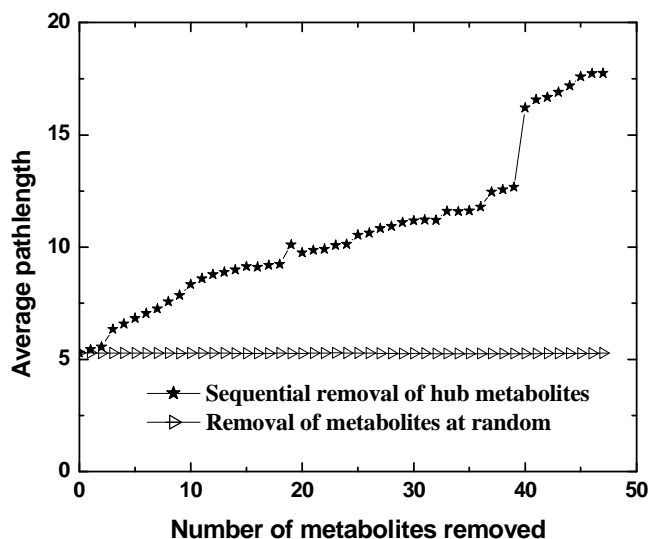 20
15
10
5
0
Average pathlength
Sequential removal of hub metabolites
Removal of metabolites at random
0 10 20 30 40 50
Number of metabolites removed